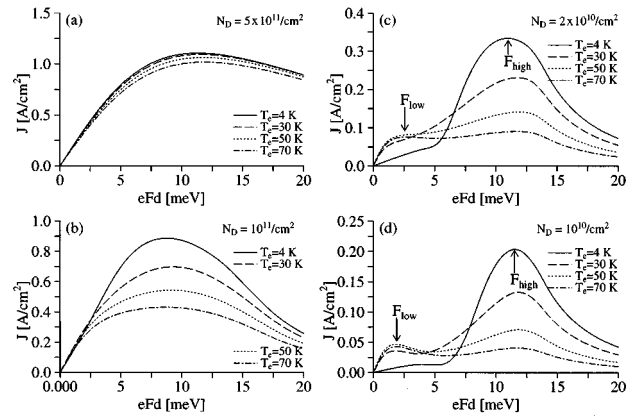 (a)
N_D = 5x10^11/cm^2
J [A/cm^2]
1.5
1.0
0.5
0.0
T_e=4 K
T_e=30 K
T_e=50 K
T_e=70 K
0 5 10 15 20
eFd [meV]
(b)
N_D = 10^11/cm^2
J [A/cm^2]
1.0
0.8
0.6
0.4
0.2
0.0
T_e=4 K
T_e=30 K
T_e=50 K
T_e=70 K
0.000 5 10 15 20
eFd [meV]
(c)
N_D = 2x10^10/cm^2
J [A/cm^2]
0.4
0.3
0.2
0.1
0.0
F_low
F_high
T_e=4 K
T_e=30 K
T_e=50 K
T_e=70 K
0 5 10 15 20
eFd [meV]
(d)
N_D = 10^10/cm^2
J [A/cm^2]
0.25
0.20
0.15
0.10
0.05
0.00
F_low
F_high
T_e=4 K
T_e=30 K
T_e=50 K
T_e=70 K
0 5 10 15 20
eFd [meV]